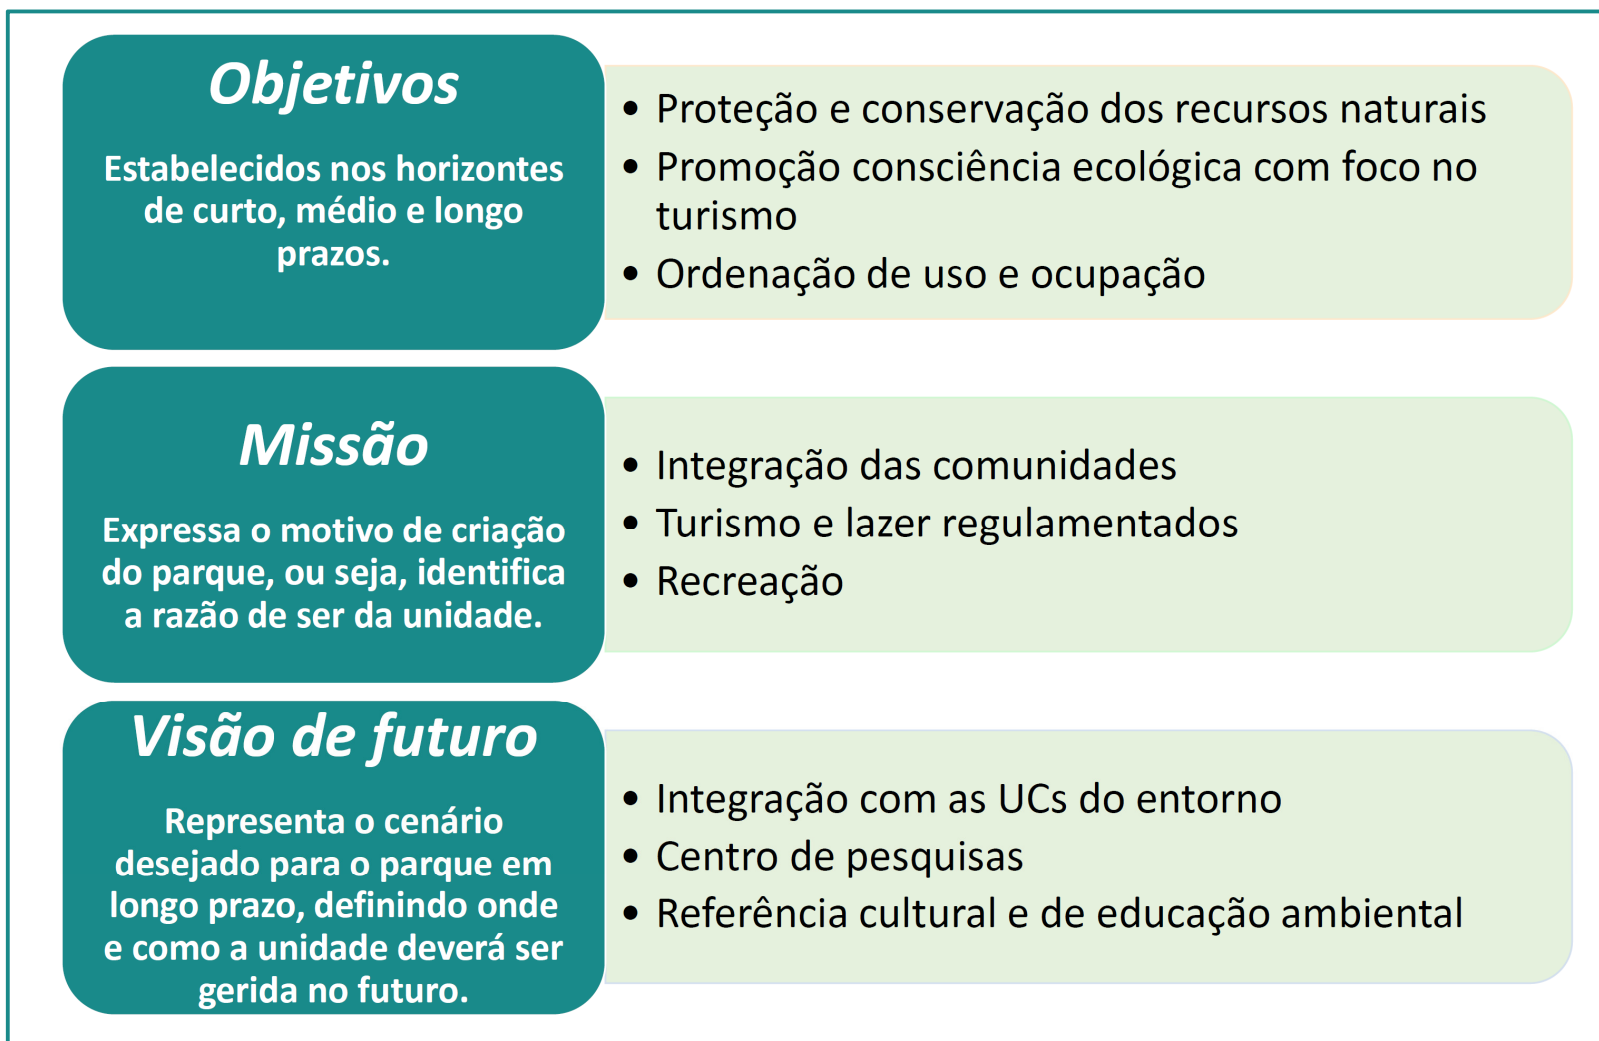 Objetivos
Estabelecidos nos horizontes
de curto, médio e longo
prazos.
• Proteção e conservação dos recursos naturais
• Promoção consciência ecológica com foco no
turismo
• Ordenação de uso e ocupação
Missão
Expressa o motivo de criação
do parque, ou seja, identifica
a razão de ser da unidade.
• Integração das comunidades
• Turismo e lazer regulamentados
• Recreação
Visão de futuro
Representa o cenário
desejado para o parque em
longo prazo, definindo onde
e como a unidade deverá ser
gerida no futuro.
• Integração com as UCs do entorno
• Centro de pesquisas
• Referência cultural e de educação ambiental